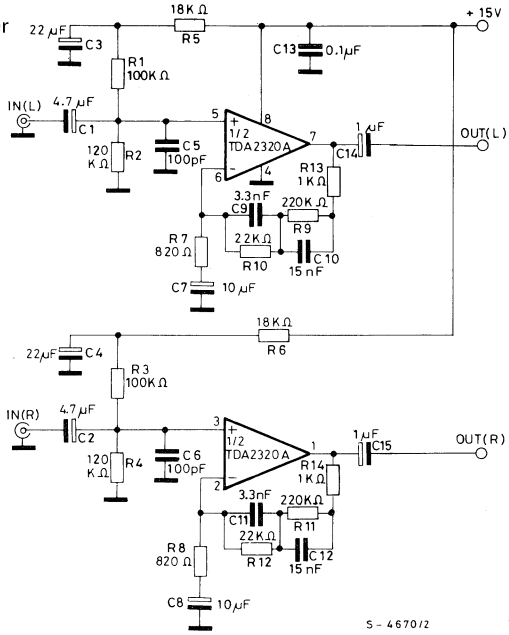 r
18KΩ
+ 15V
22µF
C3
R5
C13
0.1µF
R1
100KΩ
IN(L)
4.7µF
C1
120
KΩ
R2
C5
100pF
5
+
8
1/2
TDA2320A
7
6
−
4
1µF
C14
OUT(L)
R13
1KΩ
3.3nF
C9
220KΩ
R9
R7
820Ω
22KΩ
R10
C10
15nF
C7
10µF
18KΩ
R6
22µF
C4
R3
100KΩ
IN(R)
4.7µF
C2
120
KΩ
R4
C6
100pF
3
+
1/2
TDA2320A
1
2
−
1µF
C15
OUT(R)
R14
1KΩ
3.3nF
C11
220KΩ
R11
R8
820Ω
22KΩ
R12
C12
15nF
C8
10µF
S-4670/2